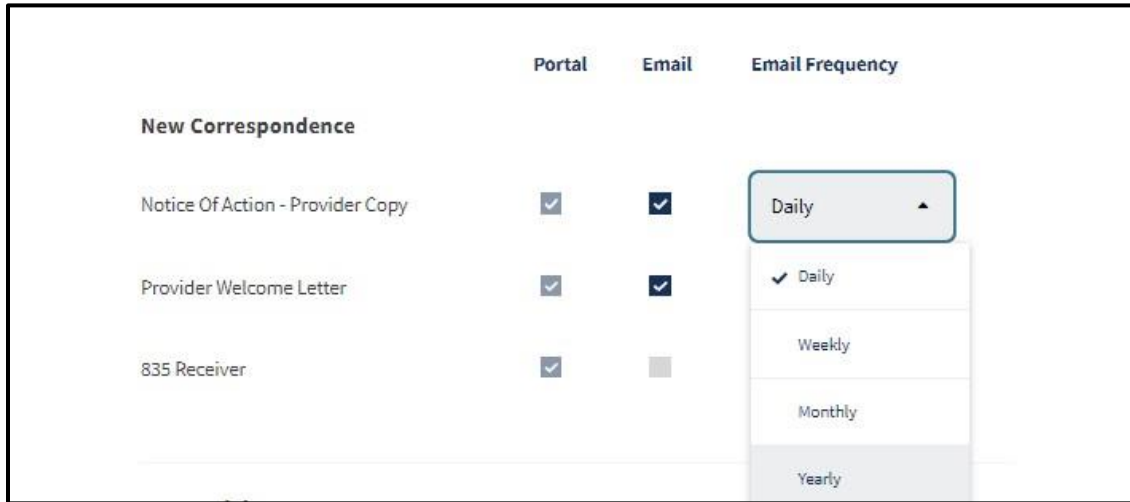 Portal Email Email Frequency
New Correspondence
Notice Of Action - Provider Copy Daily
Daily
Provider Welcome Letter
Weekly
835 Receiver
Monthly
Yearly